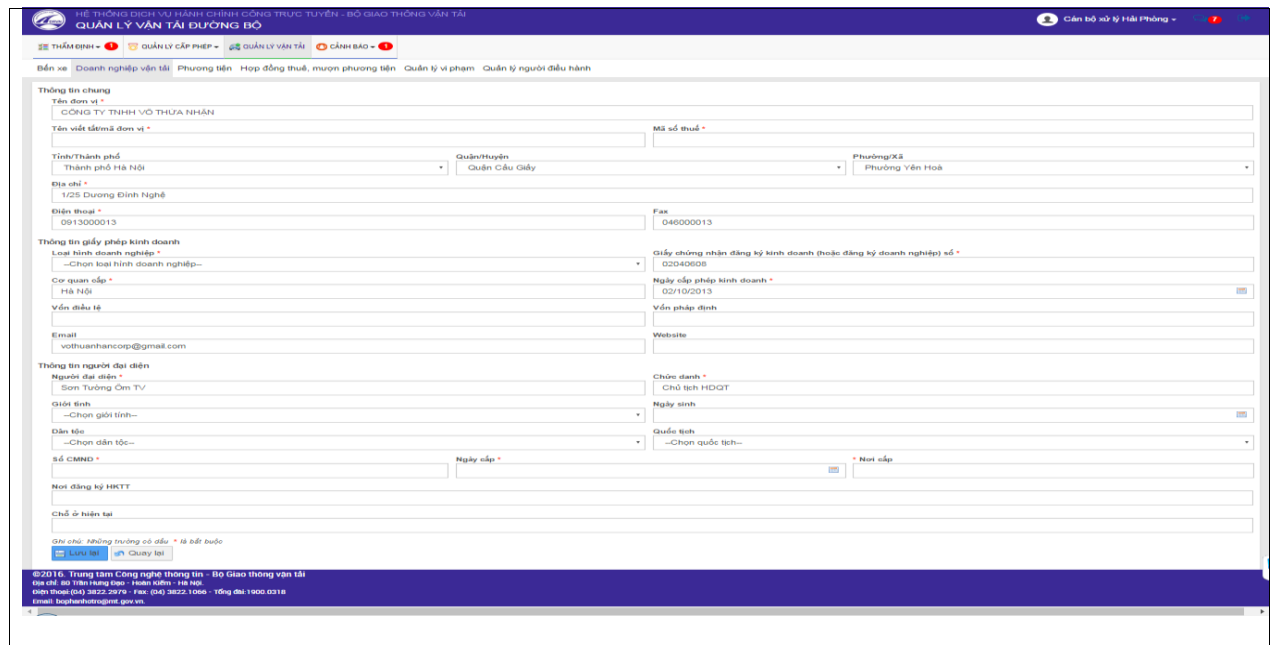 HỆ THỐNG DỊCH VỤ HÀNH CHÍNH CÔNG TRỰC TUYẾN - BỘ GIAO THÔNG VẬN TẢI
QUẢN LÝ VẬN TẢI ĐƯỜNG BỘ
Cán bộ xử lý Hải Phòng
7
THẨM ĐỊNH 1 QUẢN LÝ CẤP PHÉP QUẢN LÝ VẬN TẢI CẢNH BÁO 1
Bến xe Doanh nghiệp vận tải Phương tiện Hợp đồng thuê, mượn phương tiện Quản lý vi phạm Quản lý người điều hành
Thông tin chung
Tên đơn vị *
CÔNG TY TNHH VÕ THỪA NHÂN
Tên viết tắt/mã đơn vị * Mã số thuế *
Tỉnh/Thành phố Quận/Huyện Phường/Xã
Thành phố Hà Nội Quận Cầu Giấy Phường Yên Hoà
Địa chỉ *
1/25 Dương Đình Nghệ
Điện thoại * Fax
0913000013 046000013
Thông tin giấy phép kinh doanh
Loại hình doanh nghiệp * Giấy chứng nhận đăng ký kinh doanh (hoặc đăng ký doanh nghiệp) số *
--Chọn loại hình doanh nghiệp-- 02040608
Cơ quan cấp * Ngày cấp phép kinh doanh *
Hà Nội 02/10/2013
Vốn điều lệ Vốn pháp định
Email Website
vothuanhancorp@gmail.com
Thông tin người đại diện
Người đại diện * Chức danh *
Sơn Tường Ôm TV Chủ tịch HDQT
Giới tính Ngày sinh
--Chọn giới tính--
Dân tộc Quốc tịch
--Chọn dân tộc-- --Chọn quốc tịch--
Số CMND * Ngày cấp * * Nơi cấp
Nơi đăng ký HKTT
Chỗ ở hiện tại
Ghi chú: Những trường có dấu * là bắt buộc
Lưu lại Quay lại
©2016. Trung tâm Công nghệ thông tin - Bộ Giao thông vận tải
Địa chỉ: 80 Trần Hưng Đạo - Hoàn Kiếm - Hà Nội.
Điện thoại:(04) 3822.2979 - Fax: (04) 3822.1066 - Tổng đài:1900.0318
Email: bophanhotro@mt.gov.vn.